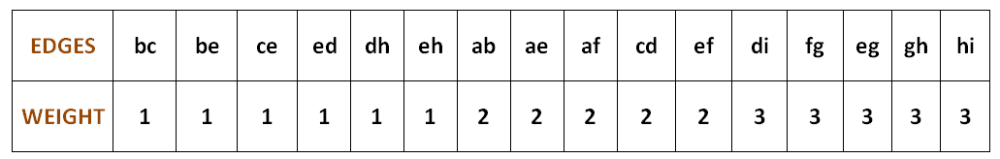 EDGES bc be ce ed dh eh ab ae af cd ef di fg eg gh hi
WEIGHT 1 1 1 1 1 1 2 2 2 2 2 3 3 3 3 3